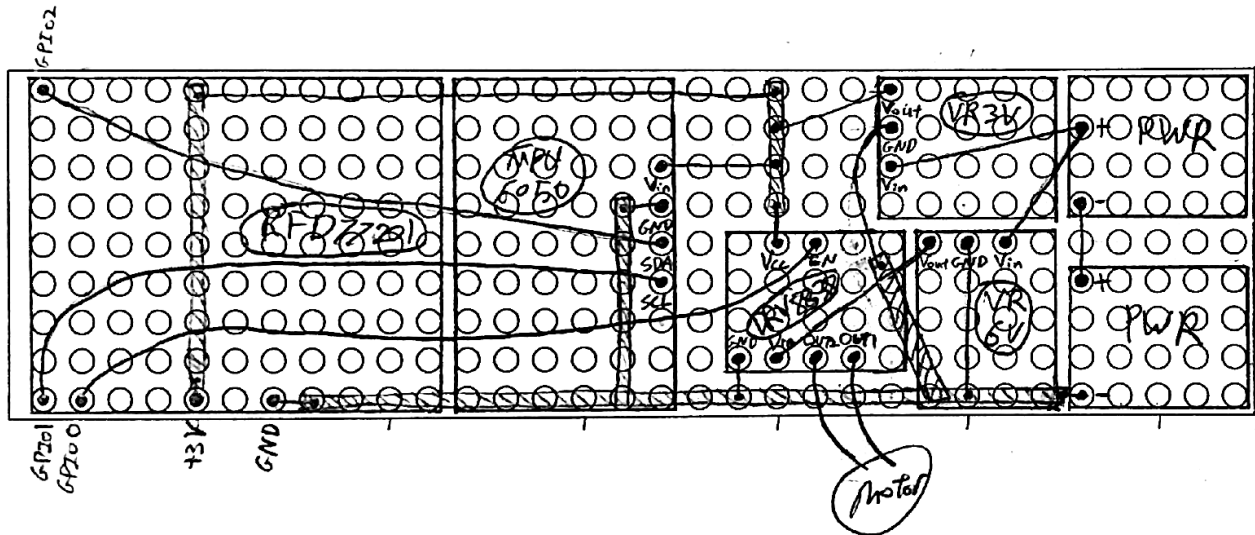 GPIO2
Vout
VR3V
GND
Vin
+
PWR
-
MPU
6050
Vin
GND
SDA
SCL
RFD22301
Vcc
EN
DRV8838
GND
Vin
OUT2
OUT1
Vout
GND
Vin
VR
6V
+
PWR
-
GPIO1
GPIO0
+3V
GND
Motor